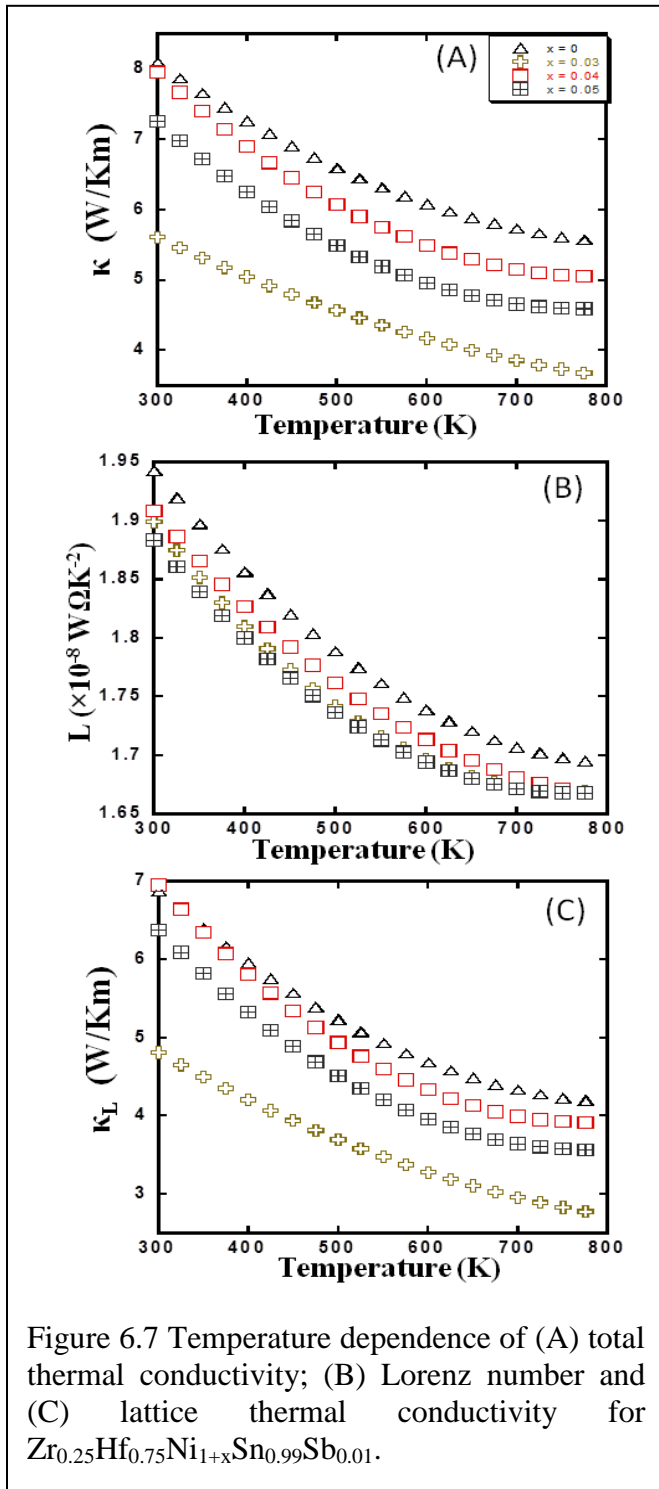 (A)
x = 0
x = 0.03
x = 0.04
x = 0.05
8
7
6
5
4
κ (W/Km)
300 400 500 600 700 800
Temperature (K)
(B)
1.95
1.9
1.85
1.8
1.75
1.7
1.65
L (×10⁻⁸ WΩK⁻²)
300 400 500 600 700 800
Temperature (K)
(C)
7
6
5
4
3
κL (W/Km)
300 400 500 600 700 800
Temperature (K)
Figure 6.7 Temperature dependence of (A) total
thermal conductivity; (B) Lorenz number and
(C) lattice thermal conductivity for
Zr₀.₂₅Hf₀.₇₅Ni₁₊ₓSn₀.₉₉Sb₀.₀₁.